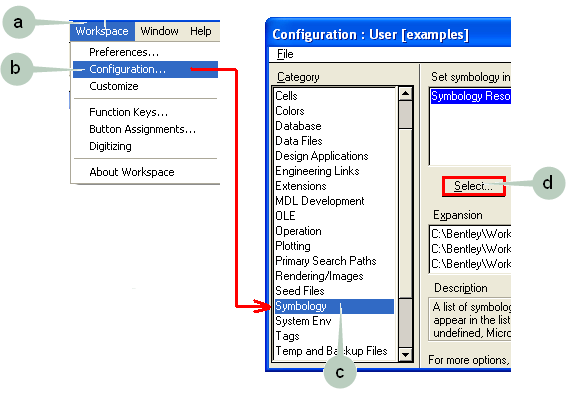 a
Workspace Window Help
Preferences...
b
Configuration...
Customize
Function Keys...
Button Assignments...
Digitizing
About Workspace
Configuration : User [examples]
File
Category
Cells
Colors
Database
Data Files
Design Applications
Engineering Links
Extensions
MDL Development
OLE
Operation
Plotting
Primary Search Paths
Rendering/Images
Seed Files
Symbology
System Env
Tags
Temp and Backup Files
c
Set symbology in
Symbology Reso
Select...
d
Expansion
C:\Bentley\Work
C:\Bentley\Work
C:\Bentley\Work
Description
A list of symbolog
appear in the list
undefined, Micro
For more options,